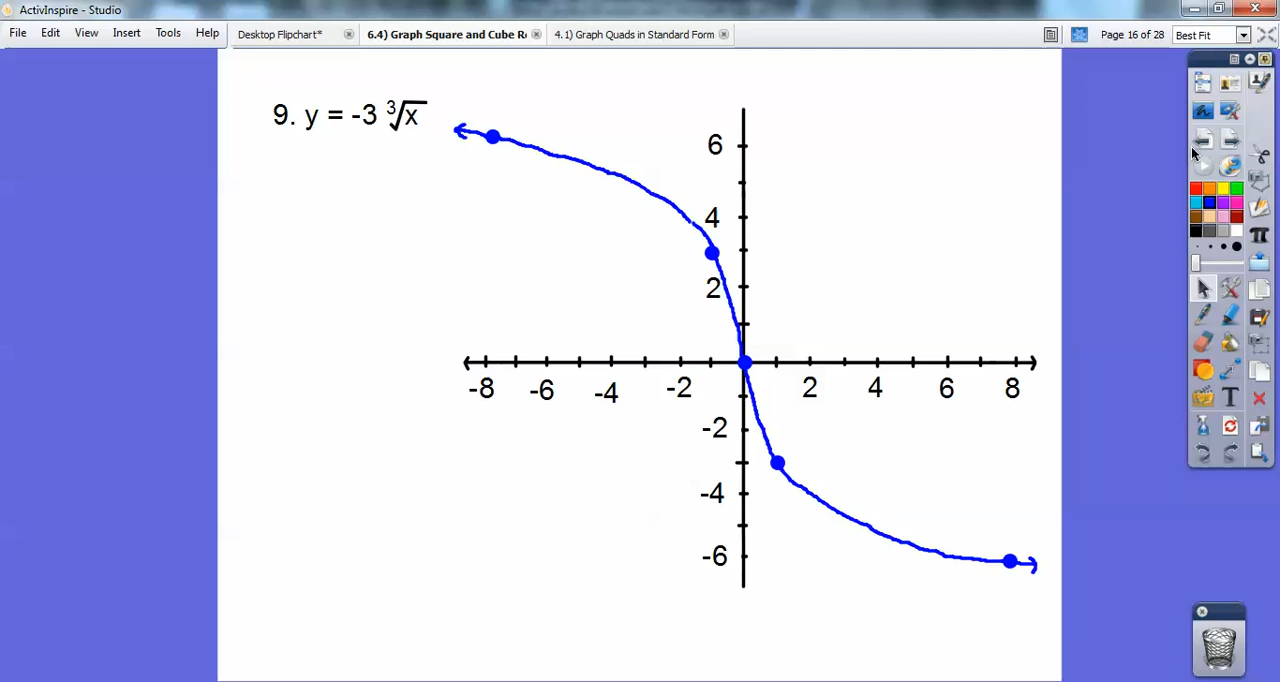 ActivInspire - Studio
File Edit View Insert Tools Help
Desktop Flipchart* 6.4) Graph Square and Cube R 4.1) Graph Quads in Standard Form
Page 16 of 28 Best Fit
9. y = -3 ∛x
6
4
2
-8 -6 -4 -2 2 4 6 8
-2
-4
-6